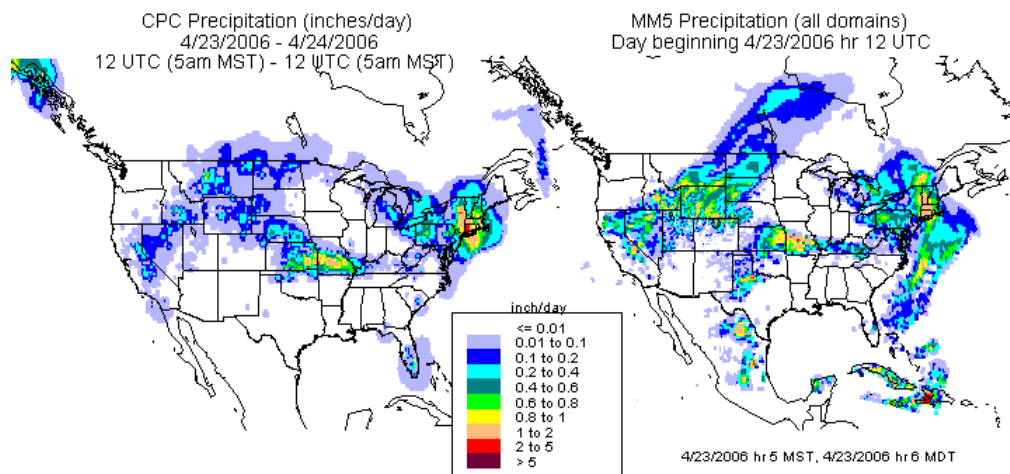 CPC Precipitation (inches/day)
4/23/2006 - 4/24/2006
12 UTC (5am MST) - 12 UTC (5am MST)
MM5 Precipitation (all domains)
Day beginning 4/23/2006 hr 12 UTC
inch/day
<= 0.01
0.01 to 0.1
0.1 to 0.2
0.2 to 0.4
0.4 to 0.6
0.6 to 0.8
0.8 to 1
1 to 2
2 to 5
> 5
4/23/2006 hr5 MST, 4/23/2006 hr6 MDT